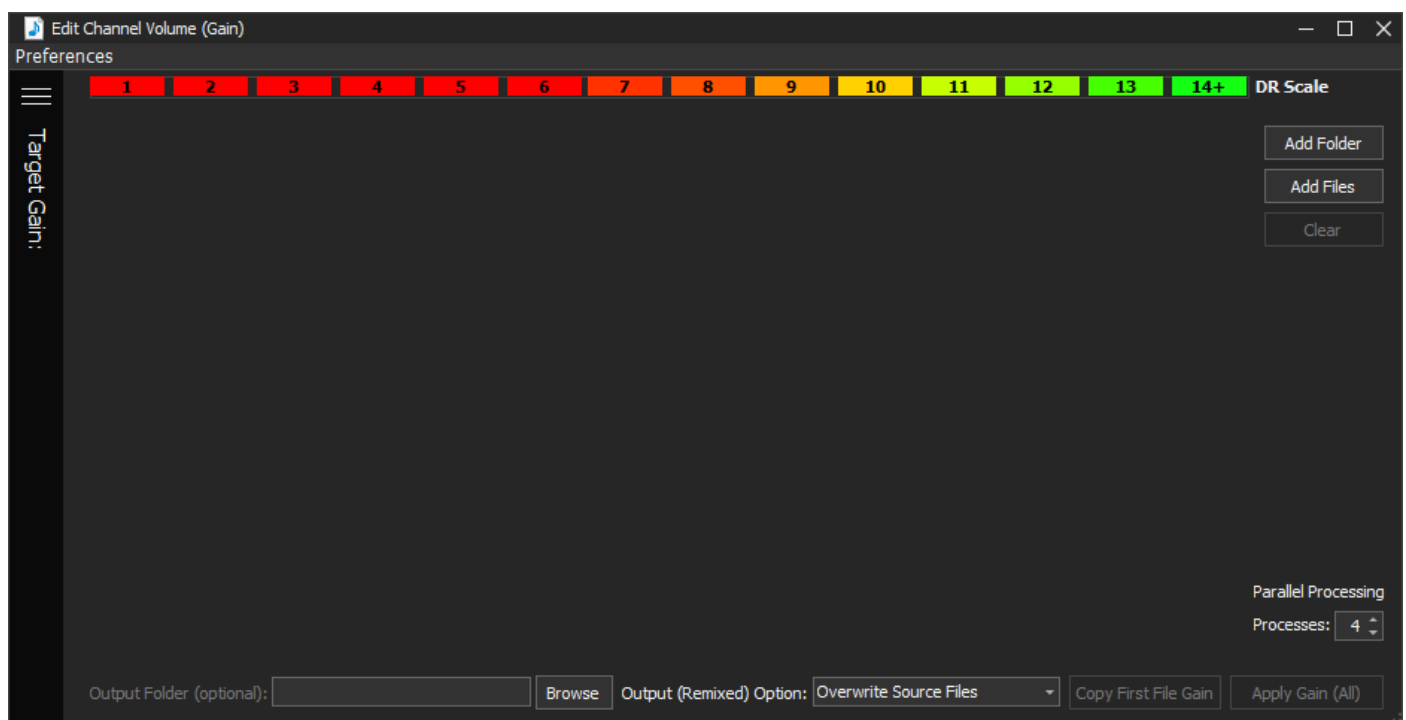 Edit Channel Volume (Gain)
Preferences
1 2 3 4 5 6 7 8 9 10 11 12 13 14+ DR Scale
Target Gain:
Add Folder
Add Files
Clear
Parallel Processing
Processes: 4
Output Folder (optional): Browse Output (Remixed) Option: Overwrite Source Files Copy First File Gain Apply Gain (All)